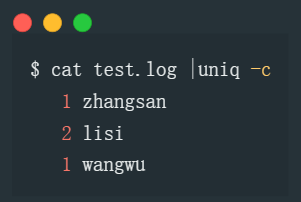 $ cat test.log |uniq -c
1 zhangsan
2 lisi
1 wangwu